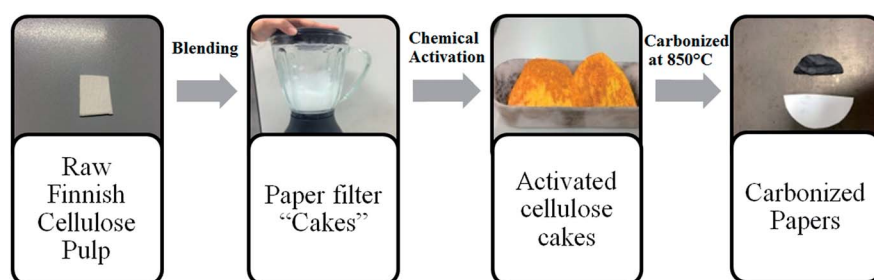 Blending
Chemical
Activation
Carbonized
at 850°C
Raw
Finnish
Cellulose
Pulp
Paper filter
“Cakes”
Activated
cellulose
cakes
Carbonized
Papers